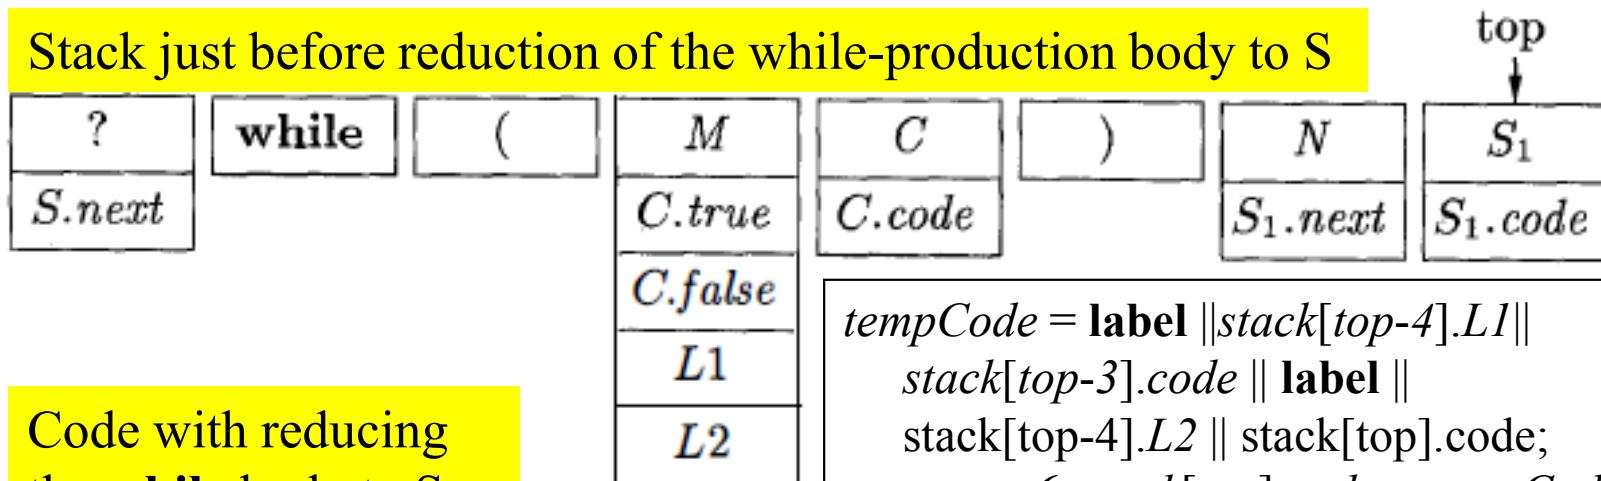 Stack just before reduction of the while-production body to S
top
? while ( M C ) N S₁
S.next C.true C.code S₁.next S₁.code
C.false
L1
L2
tempCode = label ||stack[top-4].L1||
stack[top-3].code || label ||
stack[top-4].L2 || stack[top].code;
Code with reducing